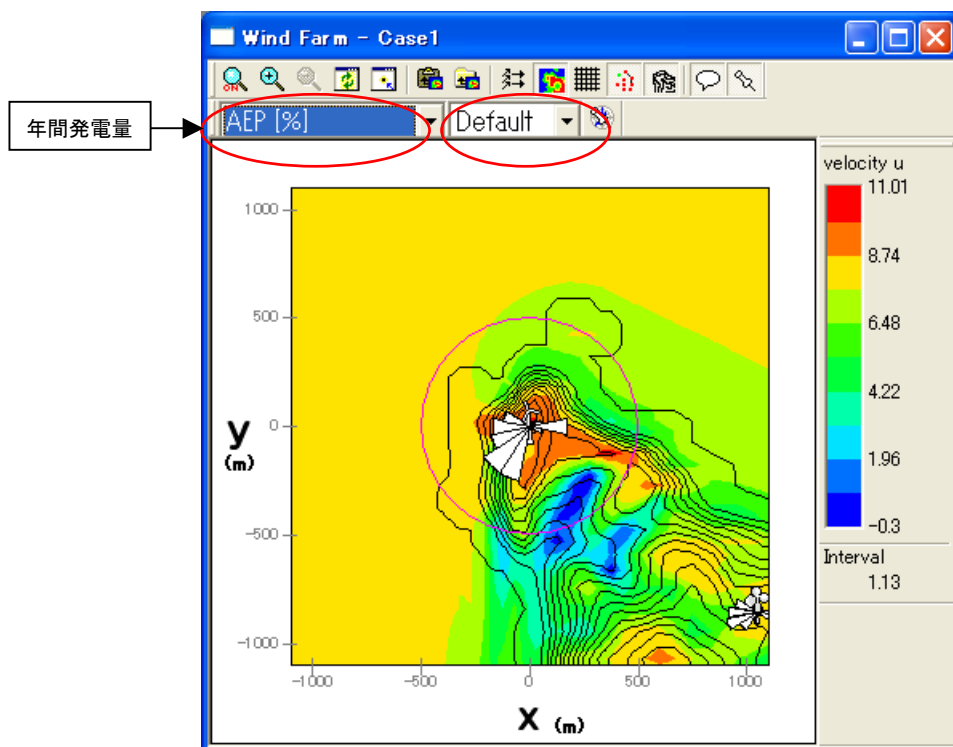 Wind Farm - Case1
ON
年間発電量
AEP [%]
Default
velocity u
11.01
8.74
6.48
4.22
1.96
-0.3
Interval
1.13
1000
500
0
-500
-1000
y
(m)
-1000
-500
0
500
1000
x (m)